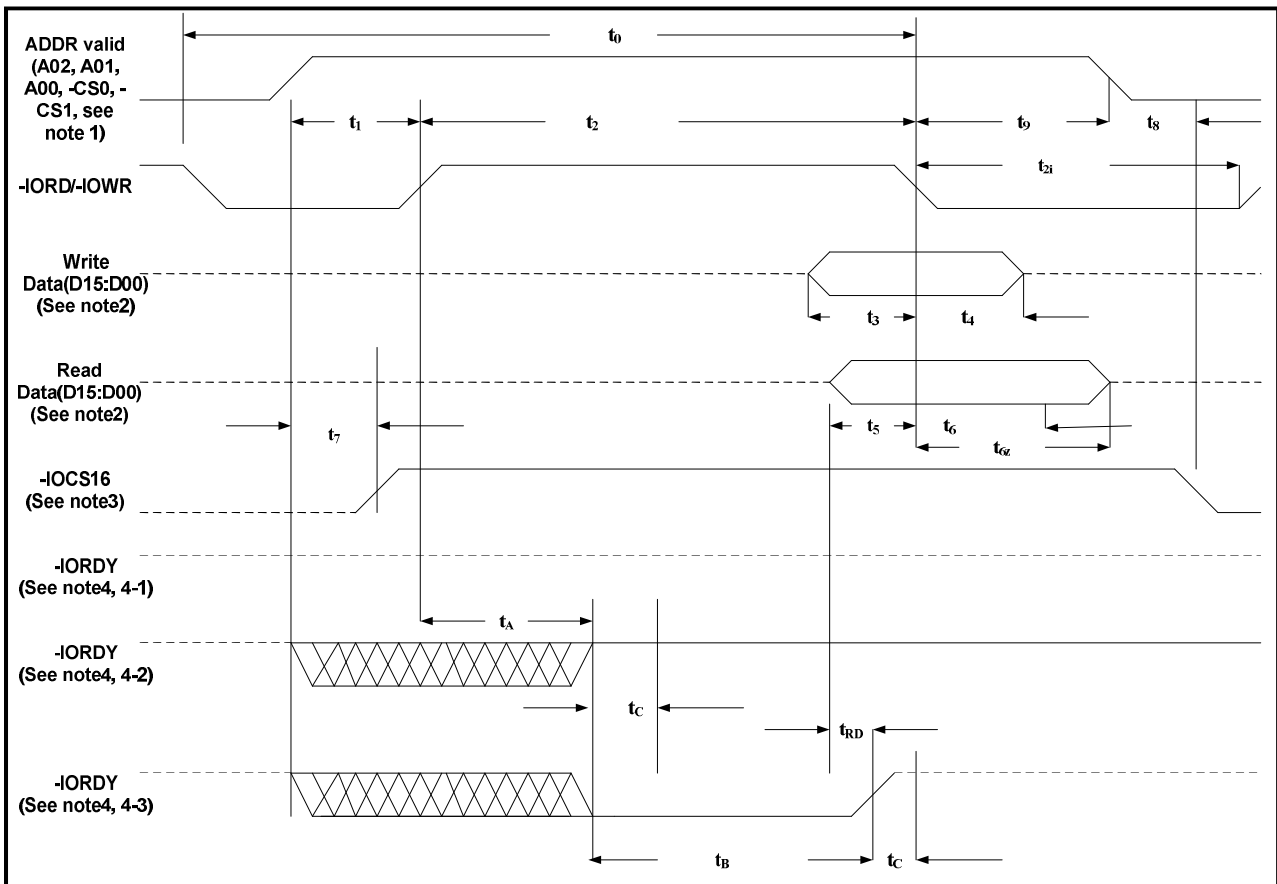 t0
ADDR valid
(A02, A01,
A00, -CS0, -
CS1, see
note 1)
t1
t2
t9
t8
-IORD/-IOWR
t2i
Write
Data(D15:D00)
(See note2)
t3
t4
Read
Data(D15:D00)
(See note2)
t7
t5
t6
t6z
-IOCS16
(See note3)
-IORDY
(See note4, 4-1)
tA
-IORDY
(See note4, 4-2)
tC
tRD
-IORDY
(See note4, 4-3)
tB
tC